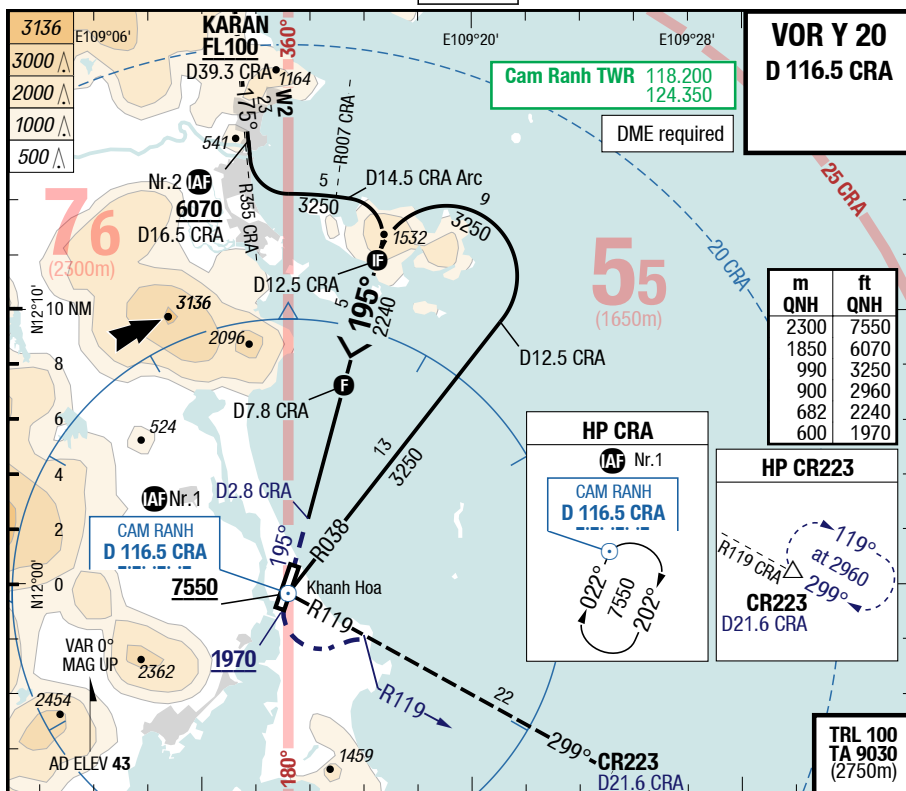 3136
3000
2000
1000
500
E109°06'
KARAN
FL100
D39.3 CRA
360°
1164
W2
23
175°
541
R007 CRA
R355 CRA
E109°20'
E109°28'
Cam Ranh TWR 118.200
124.350
DME required
VOR Y 20
D 116.5 CRA
25 CRA
20 CRA
Nr.2 IAF
6070
D16.5 CRA
5
3250
D14.5 CRA Arc
9
3250
1532
D12.5 CRA
IF
76
(2300m)
55
(1650m)
N12°10'
10 NM
3136
2096
5
195°
2240
D12.5 CRA
F
D7.8 CRA
8
6
4
2
0
524
m ft
QNH QNH
2300 7550
1850 6070
990 3250
900 2960
682 2240
600 1970
13
3250
D2.8 CRA
IAF Nr.1
CAM RANH
D 116.5 CRA
195°
R038
7550
Khanh Hoa
N12°00'
R119
1970
R119
22
299°
CR223
D21.6 CRA
HP CRA
IAF Nr.1
CAM RANH
D 116.5 CRA
022°
7550
202°
HP CR223
R119 CRA
119°
at 2960
299°
CR223
D21.6 CRA
VAR 0°
MAG UP
2362
2454
AD ELEV 43
180°
1459
TRL 100
TA 9030
(2750m)